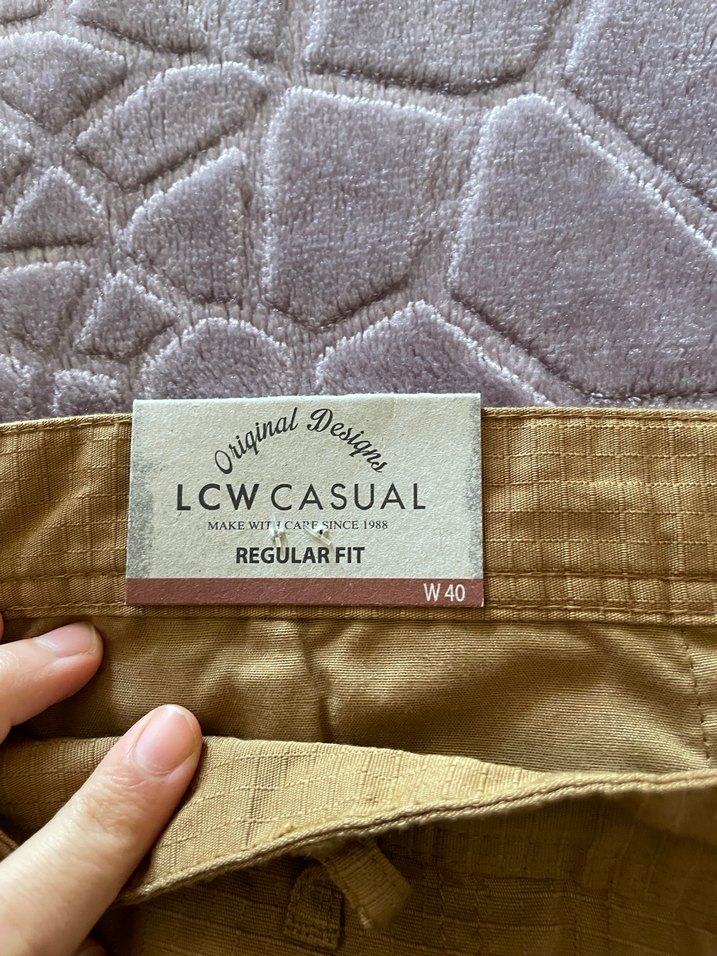 Original Designs
LCW CASUAL
MAKE WITH CARE SINCE 1988
REGULAR FIT
W 40